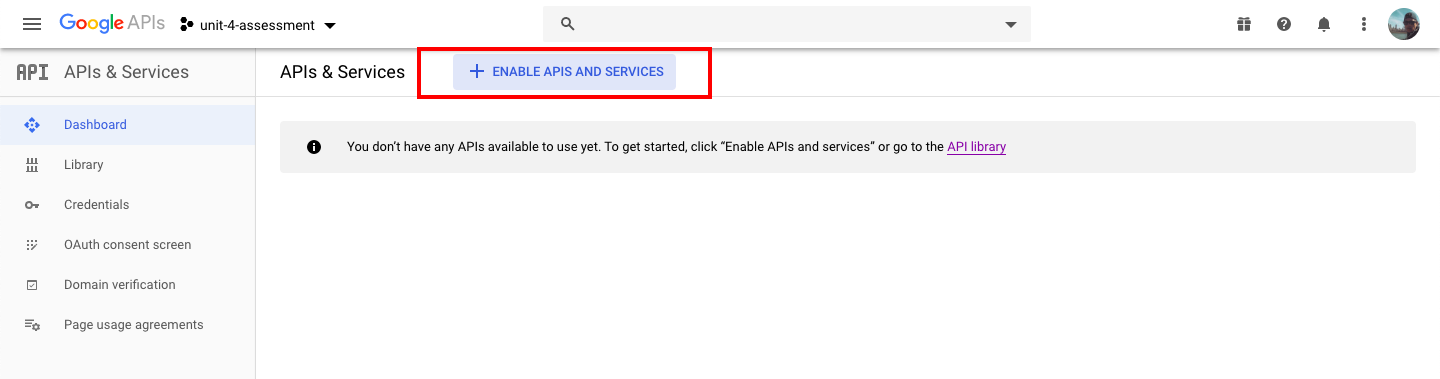 Google APIs
unit-4-assessment
API APIs & Services
APIs & Services
ENABLE APIS AND SERVICES
Dashboard
Library
Credentials
OAuth consent screen
Domain verification
Page usage agreements
You don't have any APIs available to use yet. To get started, click “Enable APIs and services” or go to the API library